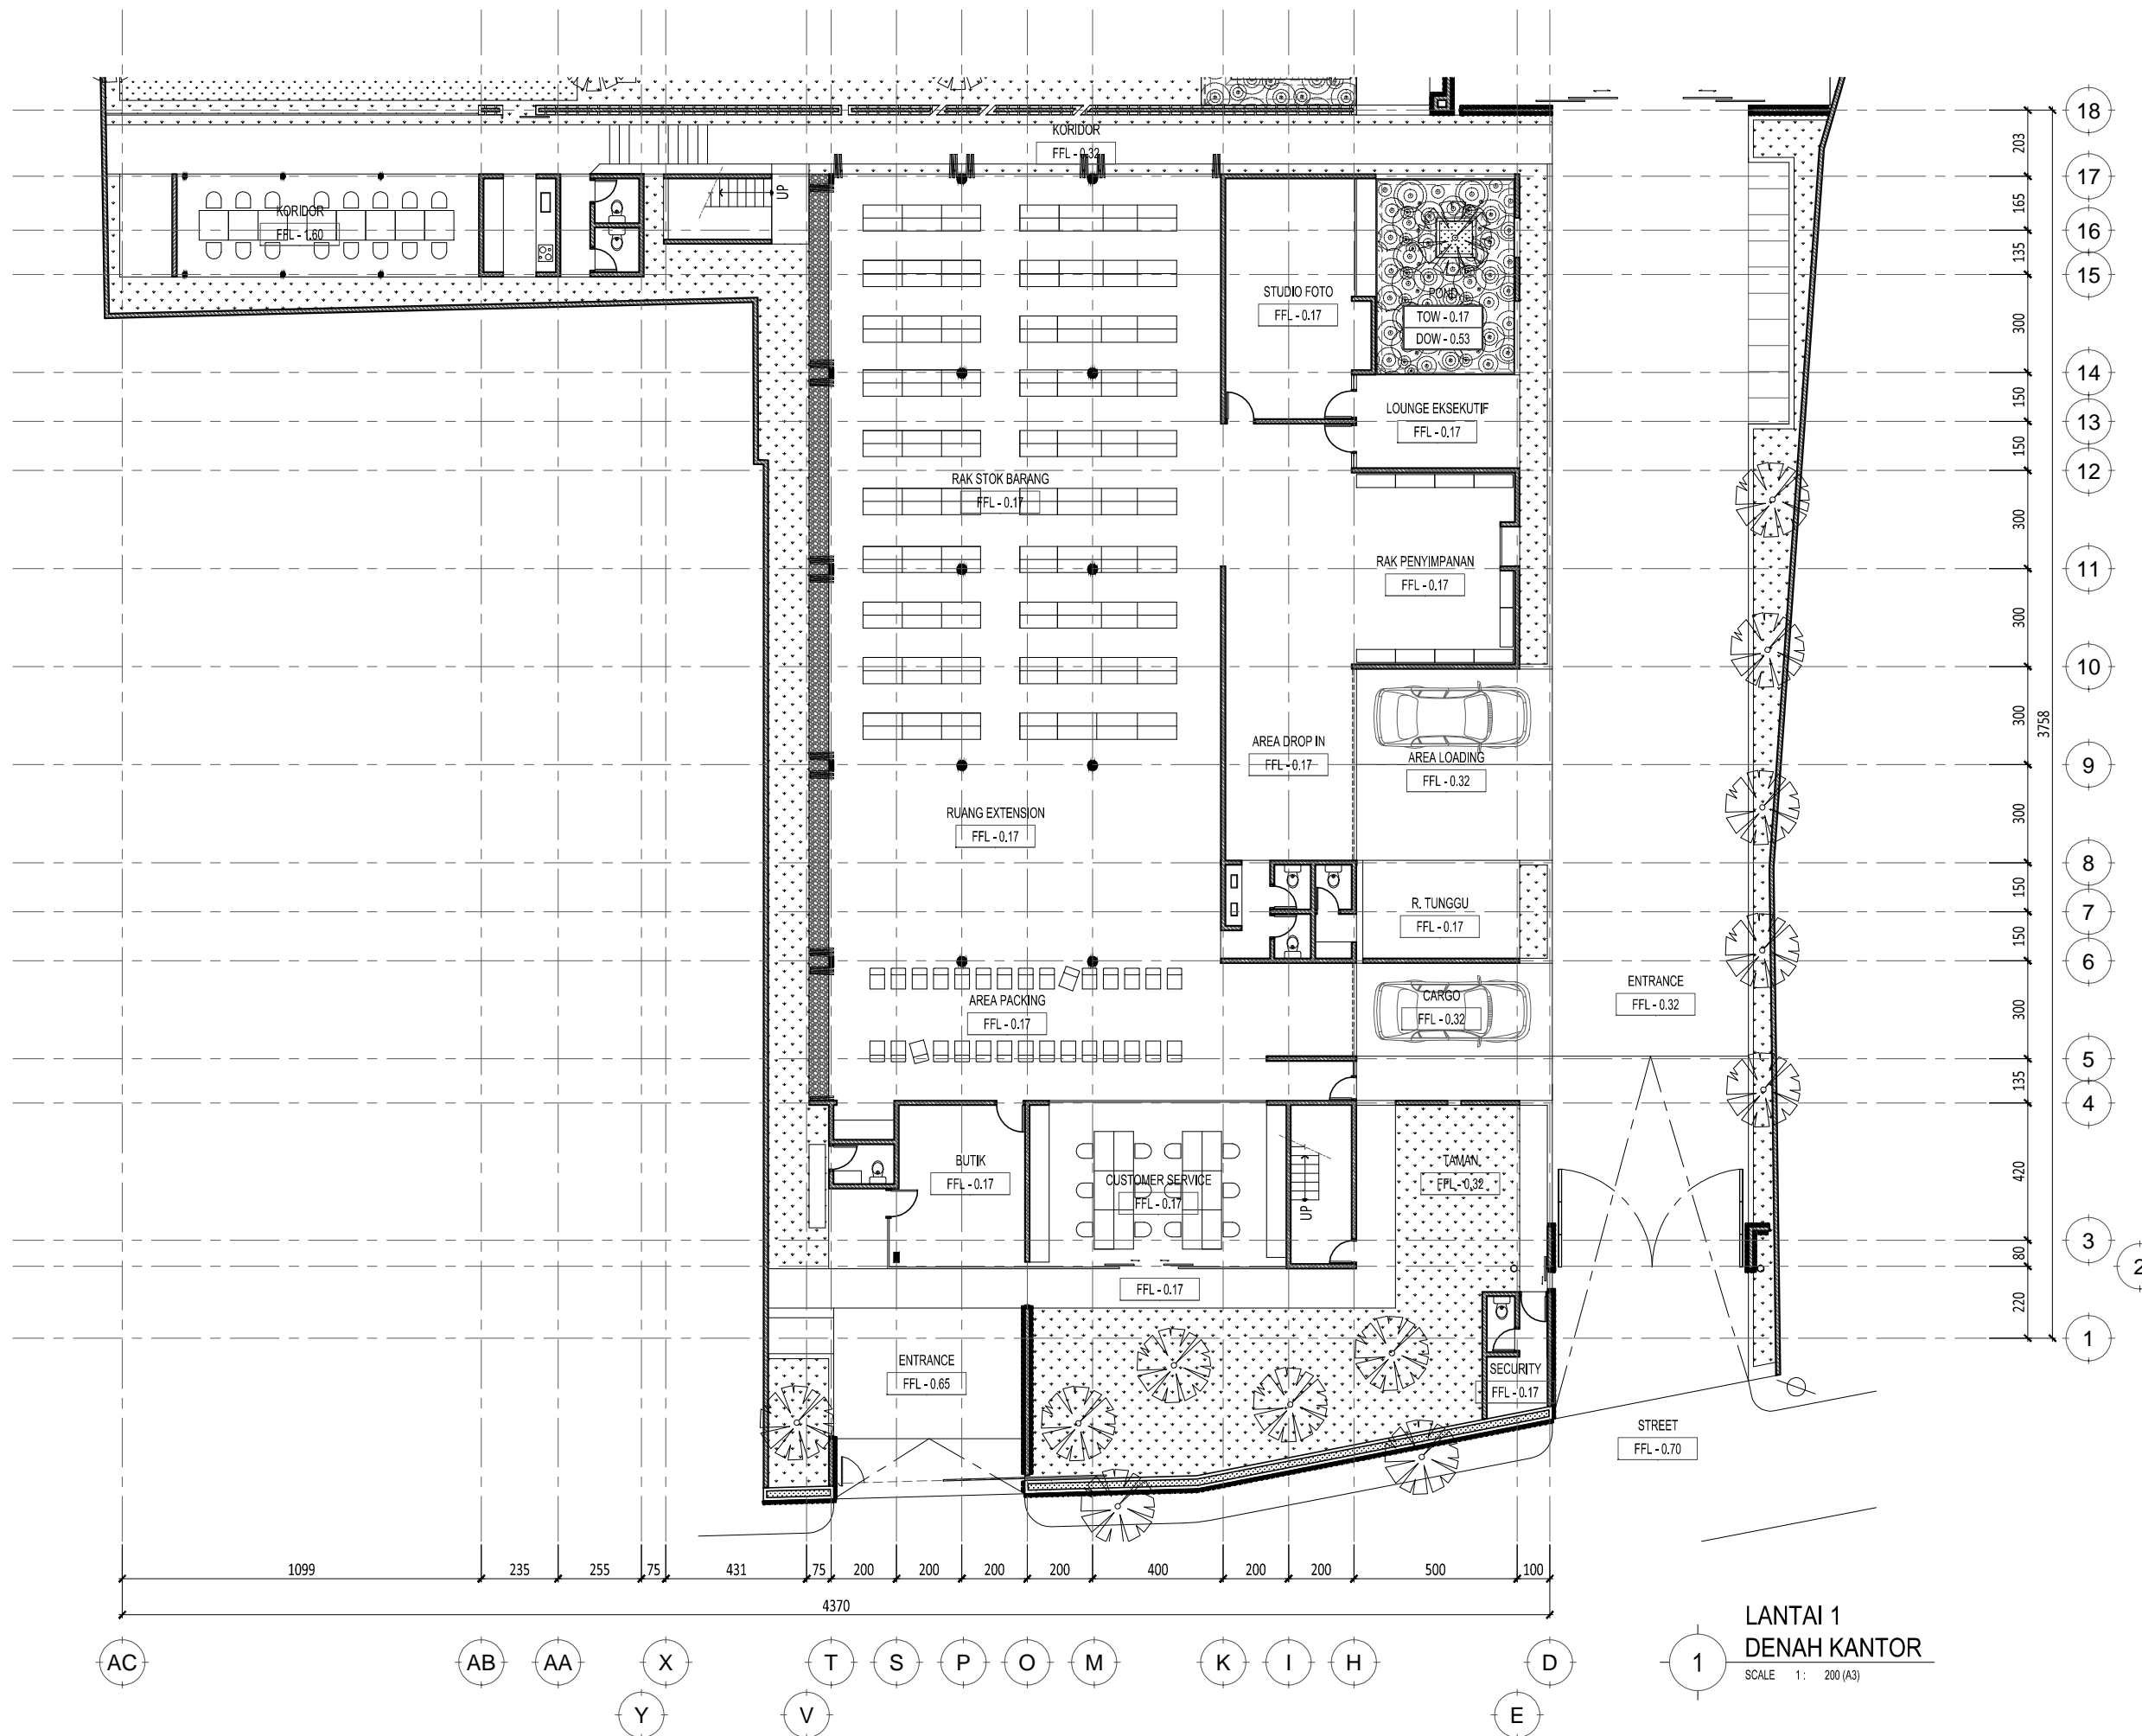 KORIDOR
FFL - 0.32
18
203
17
UP
165
KORIDOR
FFL - 1.60
16
135
15
STUDIO FOTO
FFL - 0.17
POND
TOW - 0.17
DOW - 0.53
300
14
150
LOUNGE EKSEKUTIF
FFL - 0.17
13
150
12
RAK STOK BARANG
FFL - 0.17
300
RAK PENYIMPANAN
FFL - 0.17
11
300
10
300
3758
AREA DROP IN
FFL - 0.17
AREA LOADING
FFL - 0.32
9
RUANG EXTENSION
FFL - 0.17
300
8
150
R. TUNGGU
FFL - 0.17
7
150
6
ENTRANCE
FFL - 0.32
AREA PACKING
FFL - 0.17
CARGO
FFL - 0.32
300
5
135
4
BUTIK
FFL - 0.17
CUSTOMER SERVICE
FFL - 0.17
UP
TAMAN
FFL - 0.32
420
3
80
2
FFL - 0.17
220
1
ENTRANCE
FFL - 0.65
SECURITY
FFL - 0.17
STREET
FFL - 0.70
1099 235 255 75 431 75 200 200 200 200 400 200 200 500 100
4370
AC AB AA X T S P O M K I H D
Y V E
1
LANTAI 1
DENAH KANTOR
SCALE 1 : 200 (A3)